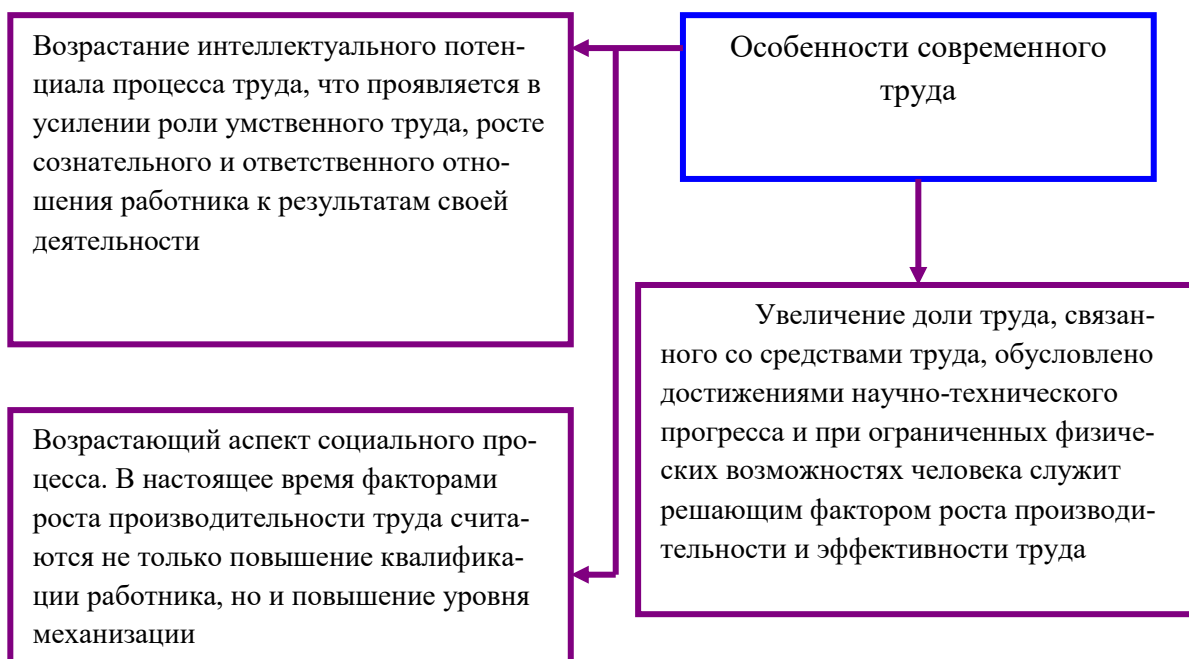 Особенности современного
труда
Возрастание интеллектуального потен-
циала процесса труда, что проявляется в
усилении роли умственного труда, росте
сознательного и ответственного отно-
шения работника к результатам своей
деятельности
Увеличение доли труда, связан-
ного со средствами труда, обусловлено
достижениями научно-технического
прогресса и при ограниченных физиче-
ских возможностях человека служит
решающим фактором роста производи-
тельности и эффективности труда
Возрастающий аспект социального про-
цесса. В настоящее время факторами
роста производительности труда счита-
ются не только повышение квалифика-
ции работника, но и повышение уровня
механизации